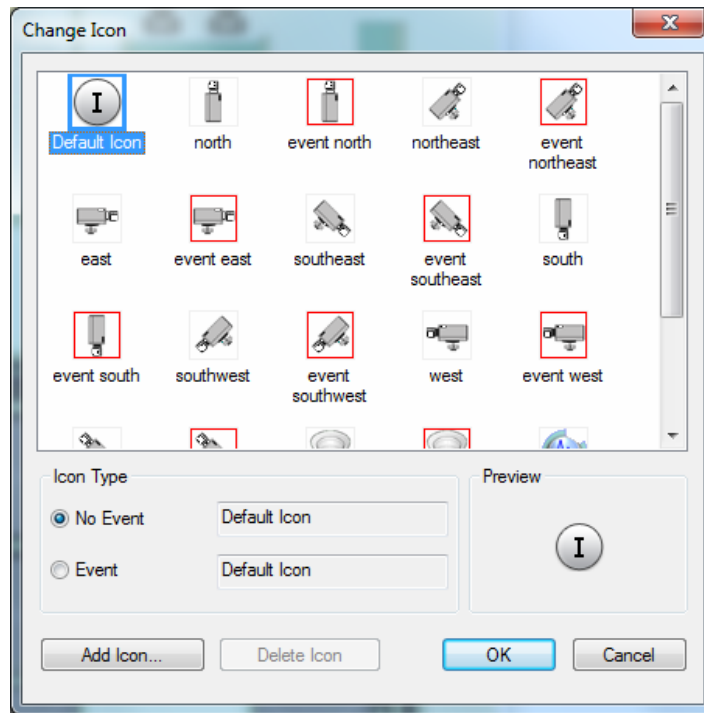 Change Icon
I
Default Icon
north
event north
northeast
event
northeast
east
event east
southeast
event
southeast
south
event south
southwest
event
southwest
west
event west
Icon Type
No Event
Default Icon
Event
Default Icon
Preview
I
Add Icon...
Delete Icon
OK
Cancel